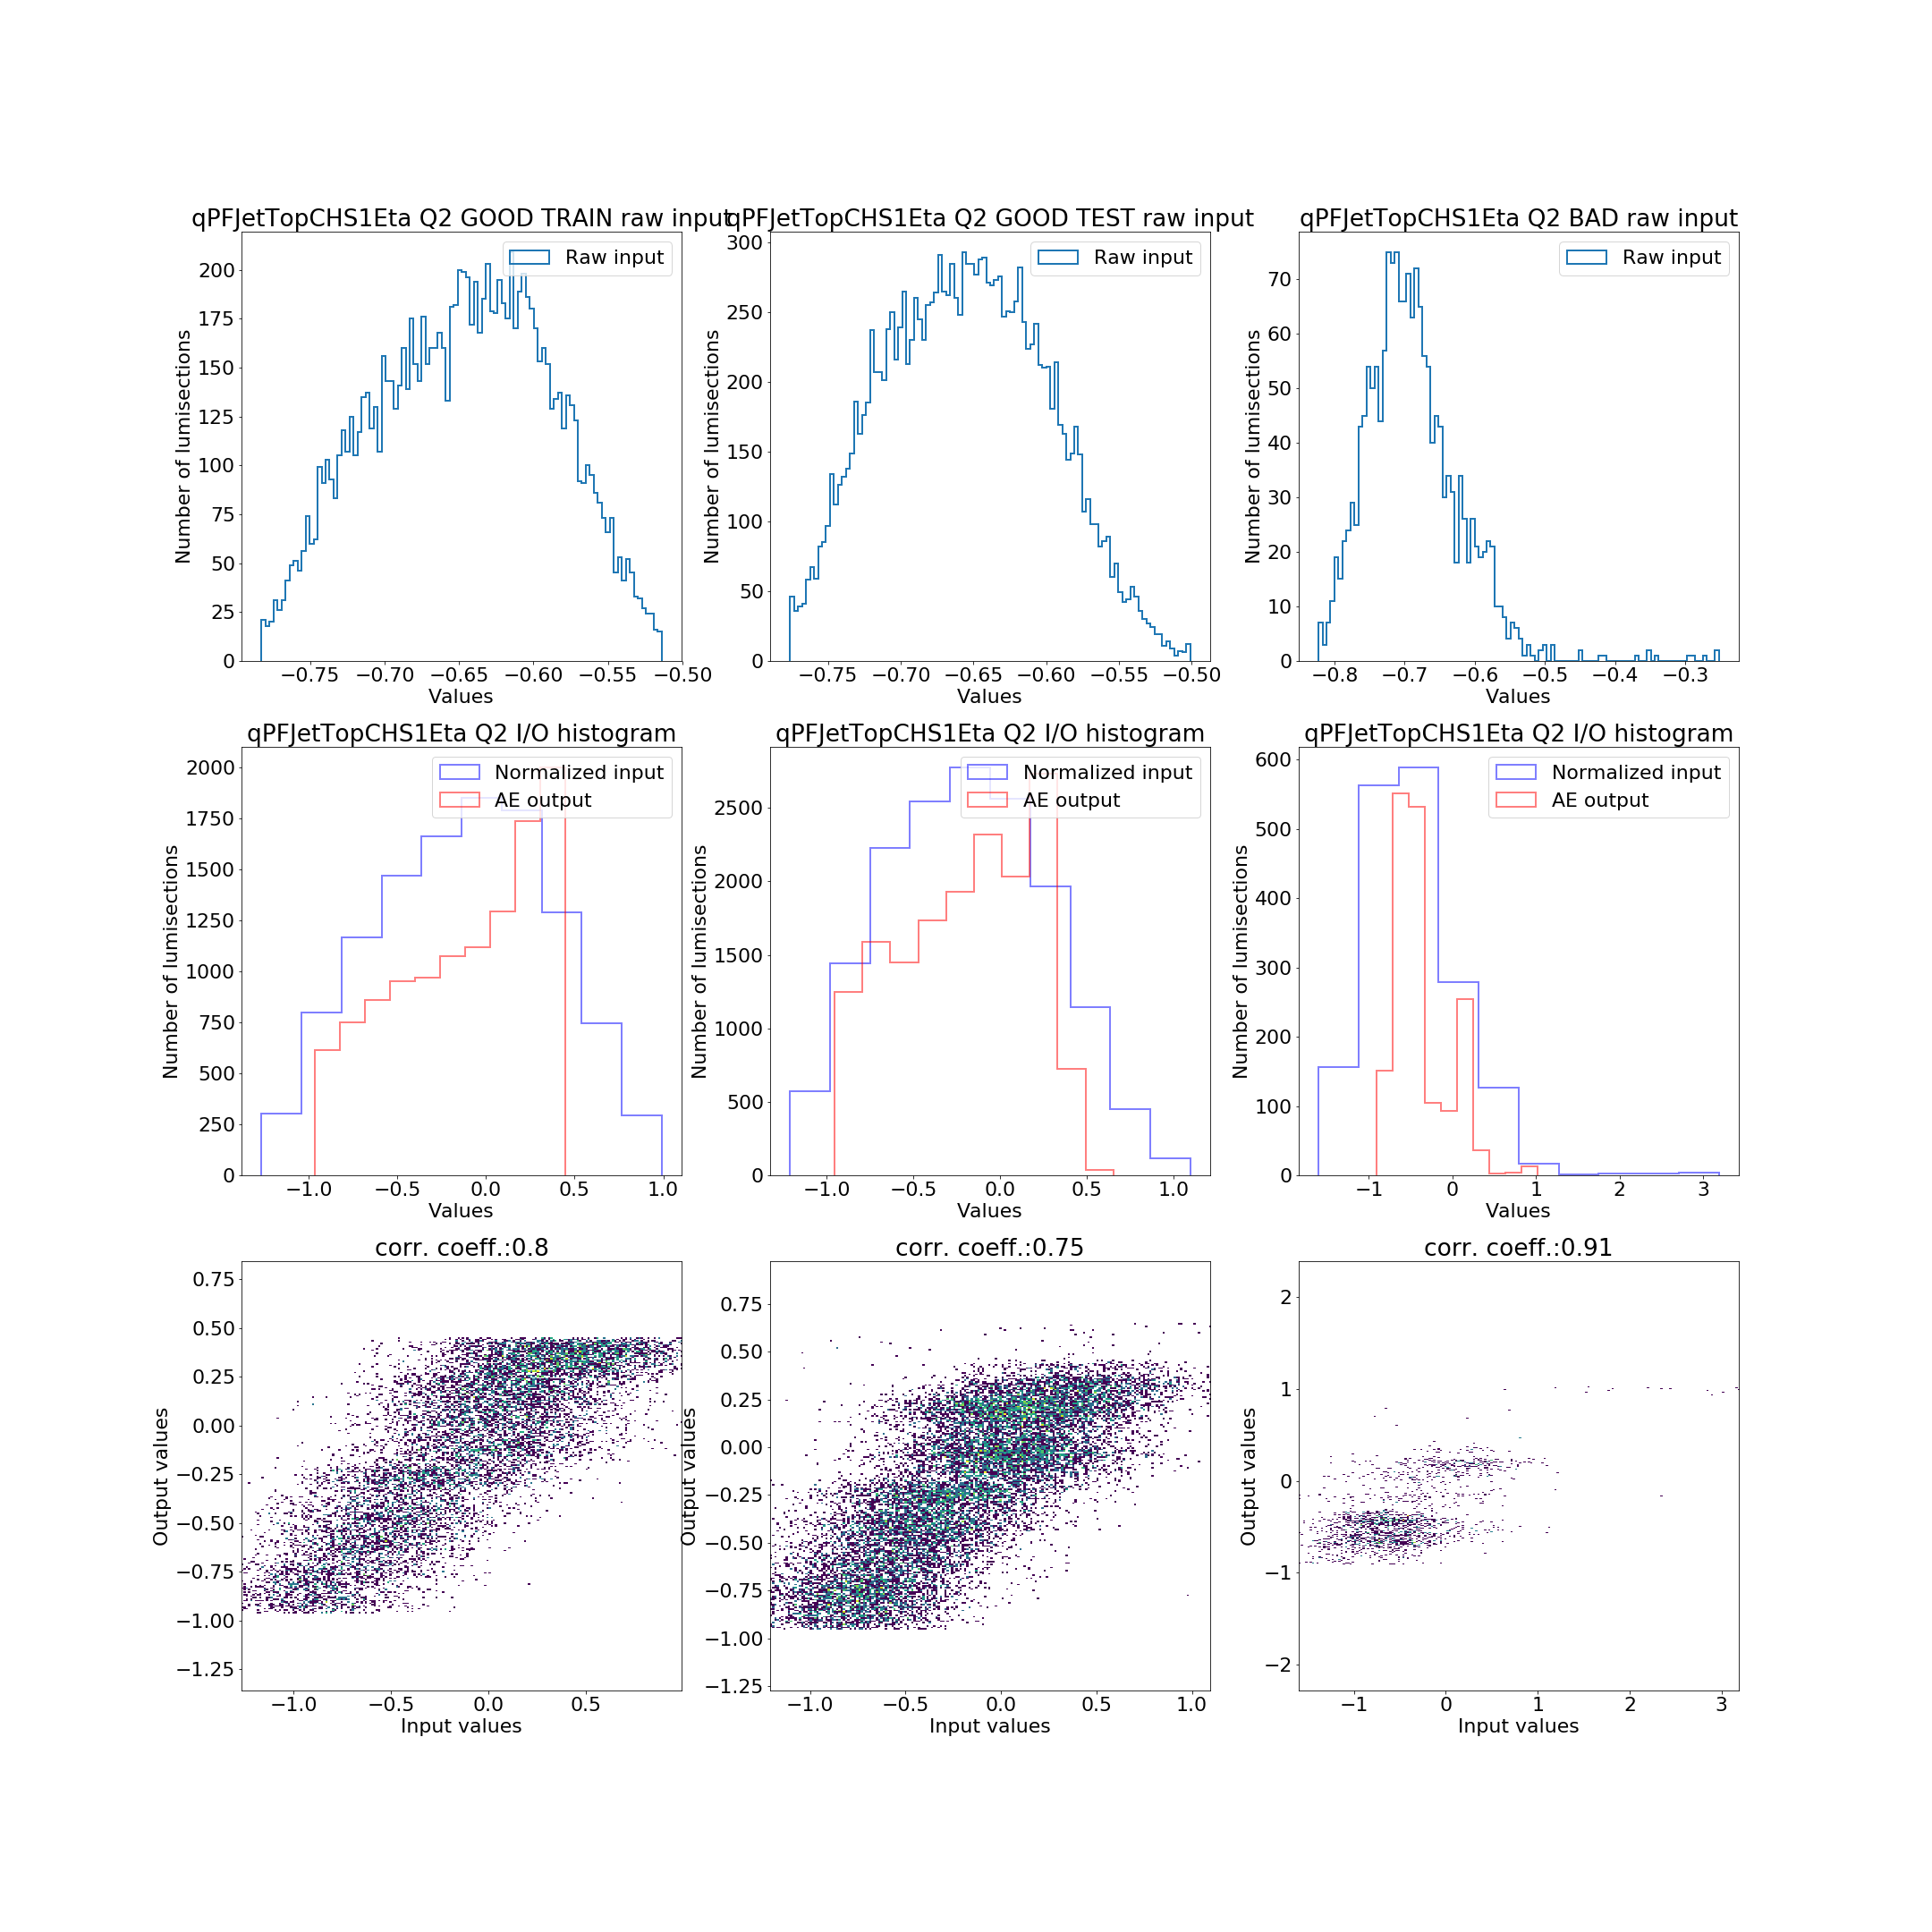 qPFJetTopCHS1Eta Q2 GOOD TRAIN raw input
Number of lumisections
200
175
150
125
100
75
50
25
0
Raw input
−0.75 −0.70 −0.65 −0.60 −0.55 −0.50
Values
qPFJetTopCHS1Eta Q2 GOOD TEST raw input
Number of lumisections
300
250
200
150
100
50
0
Raw input
−0.75 −0.70 −0.65 −0.60 −0.55 −0.50
Values
qPFJetTopCHS1Eta Q2 BAD raw input
Number of lumisections
70
60
50
40
30
20
10
0
Raw input
−0.8 −0.7 −0.6 −0.5 −0.4 −0.3
Values
qPFJetTopCHS1Eta Q2 I/O histogram
Number of lumisections
2000
1750
1500
1250
1000
750
500
250
0
Normalized input
AE output
−1.0 −0.5 0.0 0.5 1.0
Values
qPFJetTopCHS1Eta Q2 I/O histogram
Number of lumisections
2500
2000
1500
1000
500
0
Normalized input
AE output
−1.0 −0.5 0.0 0.5 1.0
Values
qPFJetTopCHS1Eta Q2 I/O histogram
Number of lumisections
600
500
400
300
200
100
0
Normalized input
AE output
−1 0 1 2 3
Values
corr. coeff.:0.8
Output values
0.75
0.50
0.25
0.00
−0.25
−0.50
−0.75
−1.00
−1.25
−1.0 −0.5 0.0 0.5
Input values
corr. coeff.:0.75
Output values
0.75
0.50
0.25
0.00
−0.25
−0.50
−0.75
−1.00
−1.25
−1.0 −0.5 0.0 0.5 1.0
Input values
corr. coeff.:0.91
Output values
2
1
0
−1
−2
−1 0 1 2 3
Input values